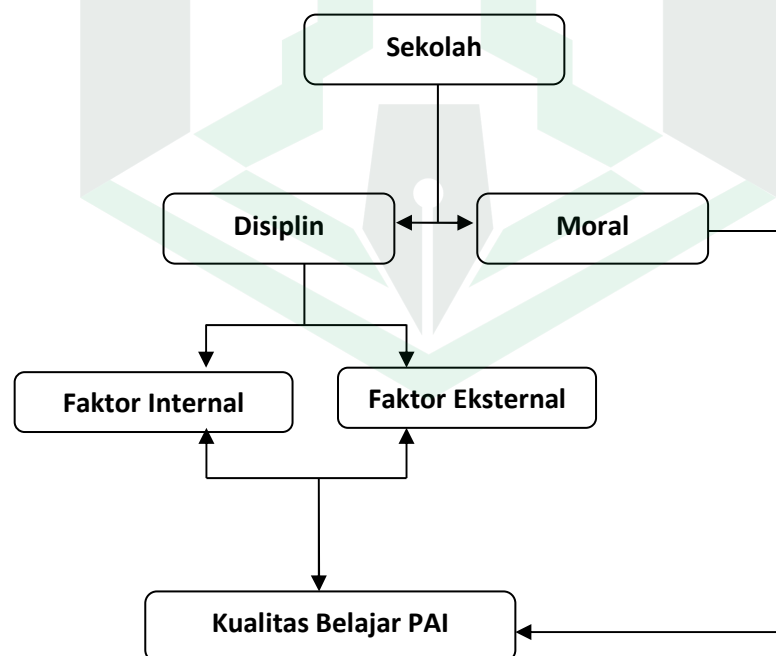 Sekolah
Disiplin
Moral
Faktor Internal
Faktor Eksternal
Kualitas Belajar PAI